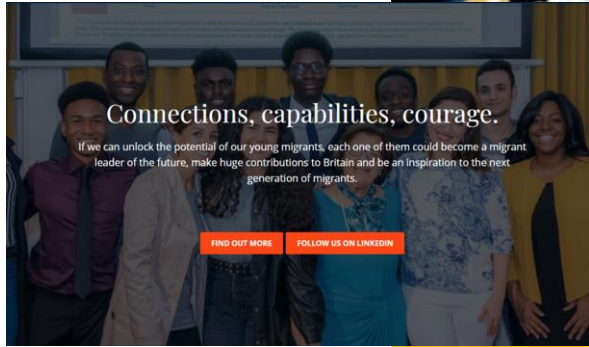 Connections, capabilities, courage.
If we can unlock the potential of our young migrants, each one of them could become a migrant
leader of the future, make huge contributions to Britain and be an inspiration to the next
generation of migrants.
FIND OUT MORE
FOLLOW US ON LINKEDIN